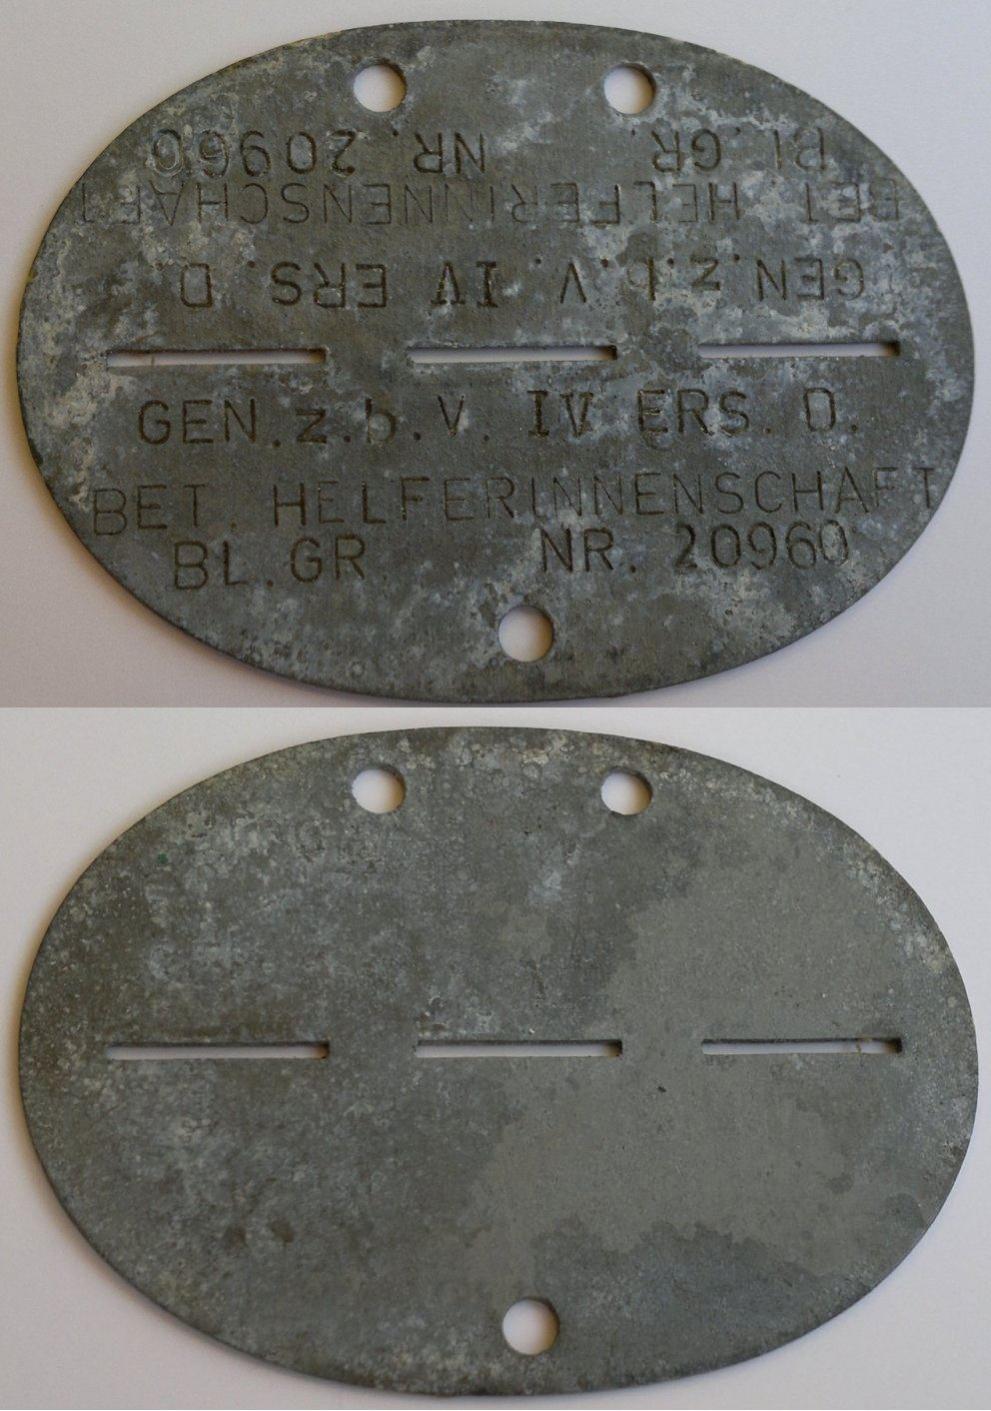 BL.GR. NR. 20960
BET. HELFERINNENSCHAFT
GEN.z.b.V. IV ERS. D.
GEN.z.b.V. IV ERS. D.
BET. HELFERINNENSCHAFT
BL.GR. NR. 20960